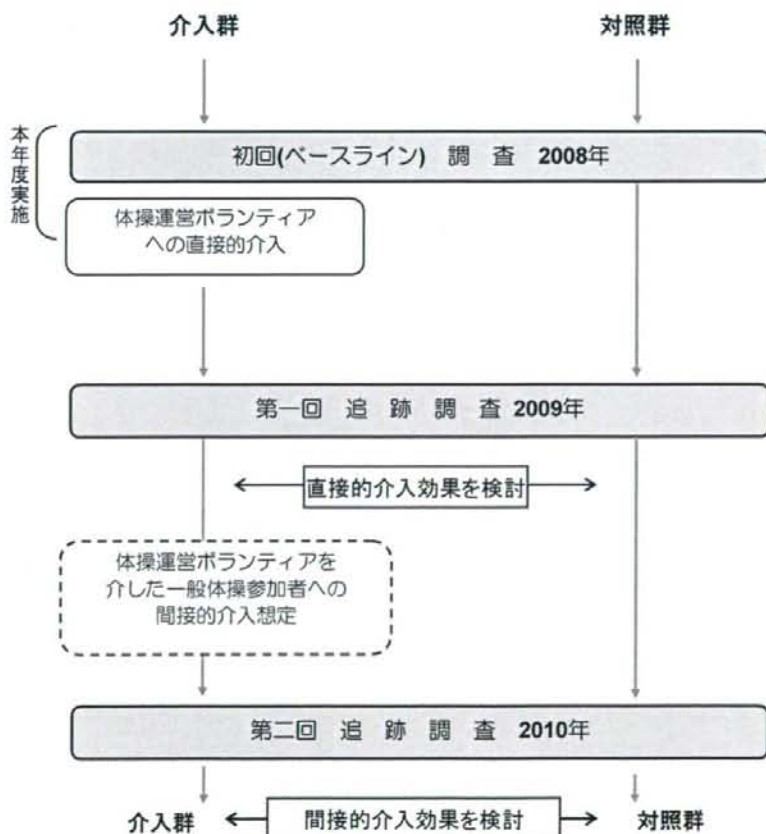 介入群 対照群
本年度実施
初回(ベースライン) 調 査 2008年
体操運営ボランティア
への直接的介入
第一回 追 跡 調 査 2009年
直接的介入効果を検討
体操運営ボランティアを
介した一般体操参加者への
間接的介入想定
第二回 追 跡 調 査 2010年
介入群 間接的介入効果を検討 対照群